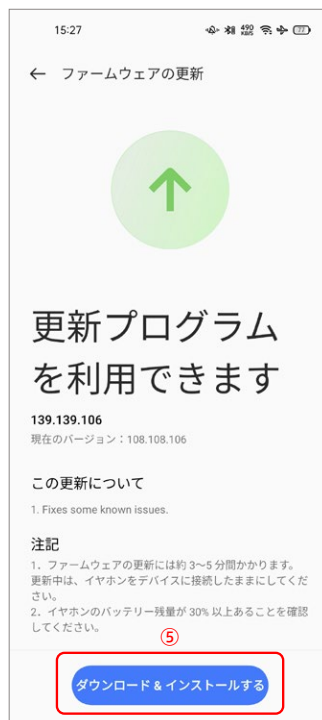 15:27 490 KB/S 77
← ファームウェアの更新
更新プログラム
を利用できます
139.139.106
現在のバージョン：108.108.106
この更新について
1. Fixes some known issues.
注記
1．ファームウェアの更新には約 3～5 分間かかります。
更新中は、イヤホンをデバイスに接続したままにしてくだ
さい。
2．イヤホンのバッテリー残量が 30% 以上あることを確認
してください。
⑤
ダウンロード & インストールする